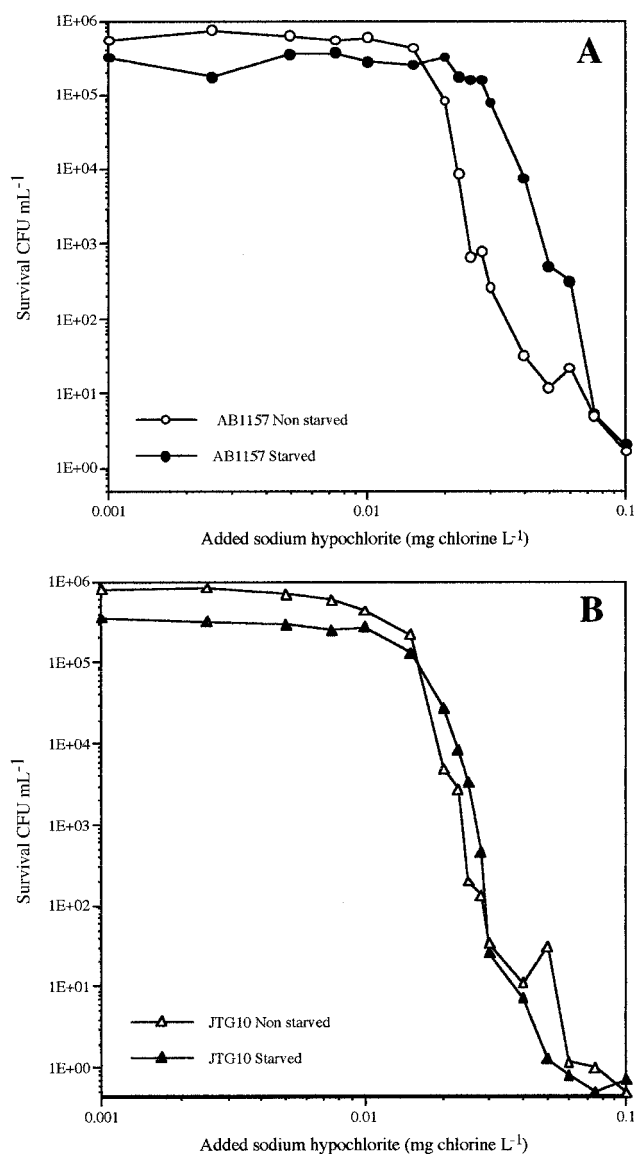 A
1E+06
1E+05
1E+04
1E+03
1E+02
1E+01
1E+00
Survival CFU mL⁻¹
AB1157 Non starved
AB1157 Starved
0.001
0.01
0.1
Added sodium hypochlorite (mg chlorine L⁻¹)
B
1E+06
1E+05
1E+04
1E+03
1E+02
1E+01
1E+00
Survival CFU mL⁻¹
JTG10 Non starved
JTG10 Starved
0.001
0.01
0.1
Added sodium hypochlorite (mg chlorine L⁻¹)